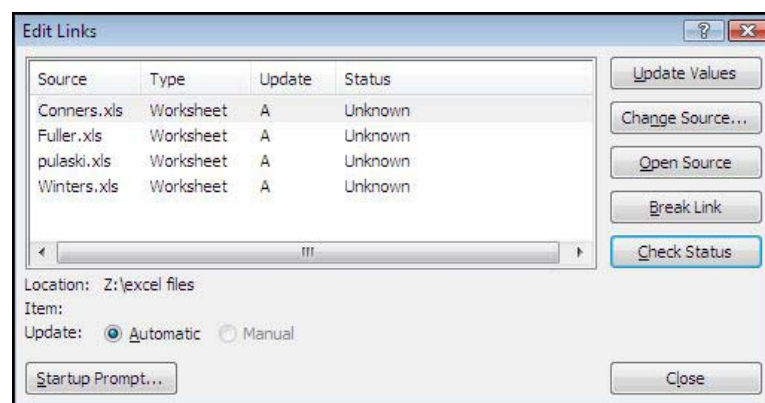 Edit Links
Source Type Update Status
Conners.xls Worksheet A Unknown
Fuller.xls Worksheet A Unknown
pulaski.xls Worksheet A Unknown
Winters.xls Worksheet A Unknown
Update Values
Change Source...
Open Source
Break Link
Check Status
Location: Z:\excel files
Item:
Update: Automatic Manual
Startup Prompt... Close